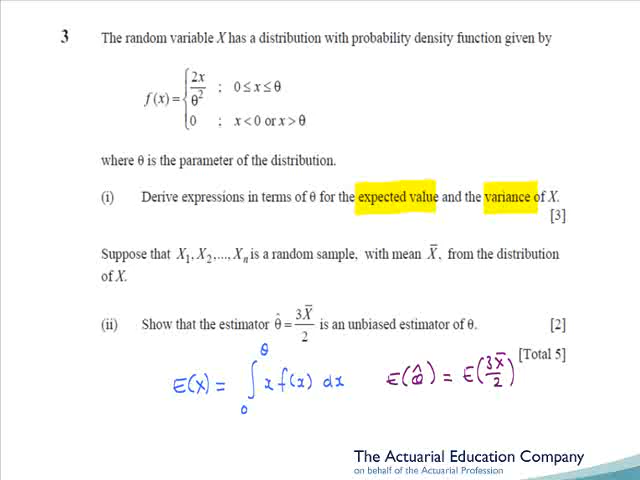 3 The random variable X has a distribution with probability density function given by
f(x) = { 2x/θ² ; 0 ≤ x ≤ θ
0 ; x < 0 or x > θ
where θ is the parameter of the distribution.
(i) Derive expressions in terms of θ for the expected value and the variance of X.
[3]
Suppose that X₁, X₂,..., Xₙ is a random sample, with mean X̄, from the distribution
of X.
(ii) Show that the estimator θ̂ = 3X̄/2 is an unbiased estimator of θ. [2]
[Total 5]
E(X) = ∫₀^θ x f(x) dx E(θ̂) = E(3X̄/2)
The Actuarial Education Company
on behalf of the Actuarial Profession